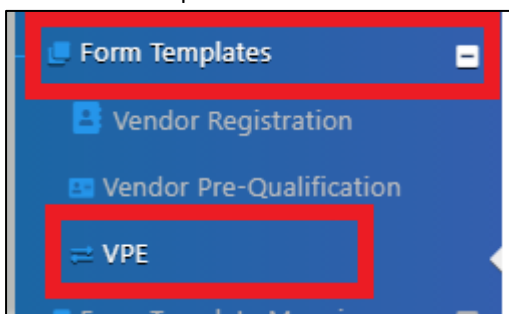 Form Templates
Vendor Registration
Vendor Pre-Qualification
VPE